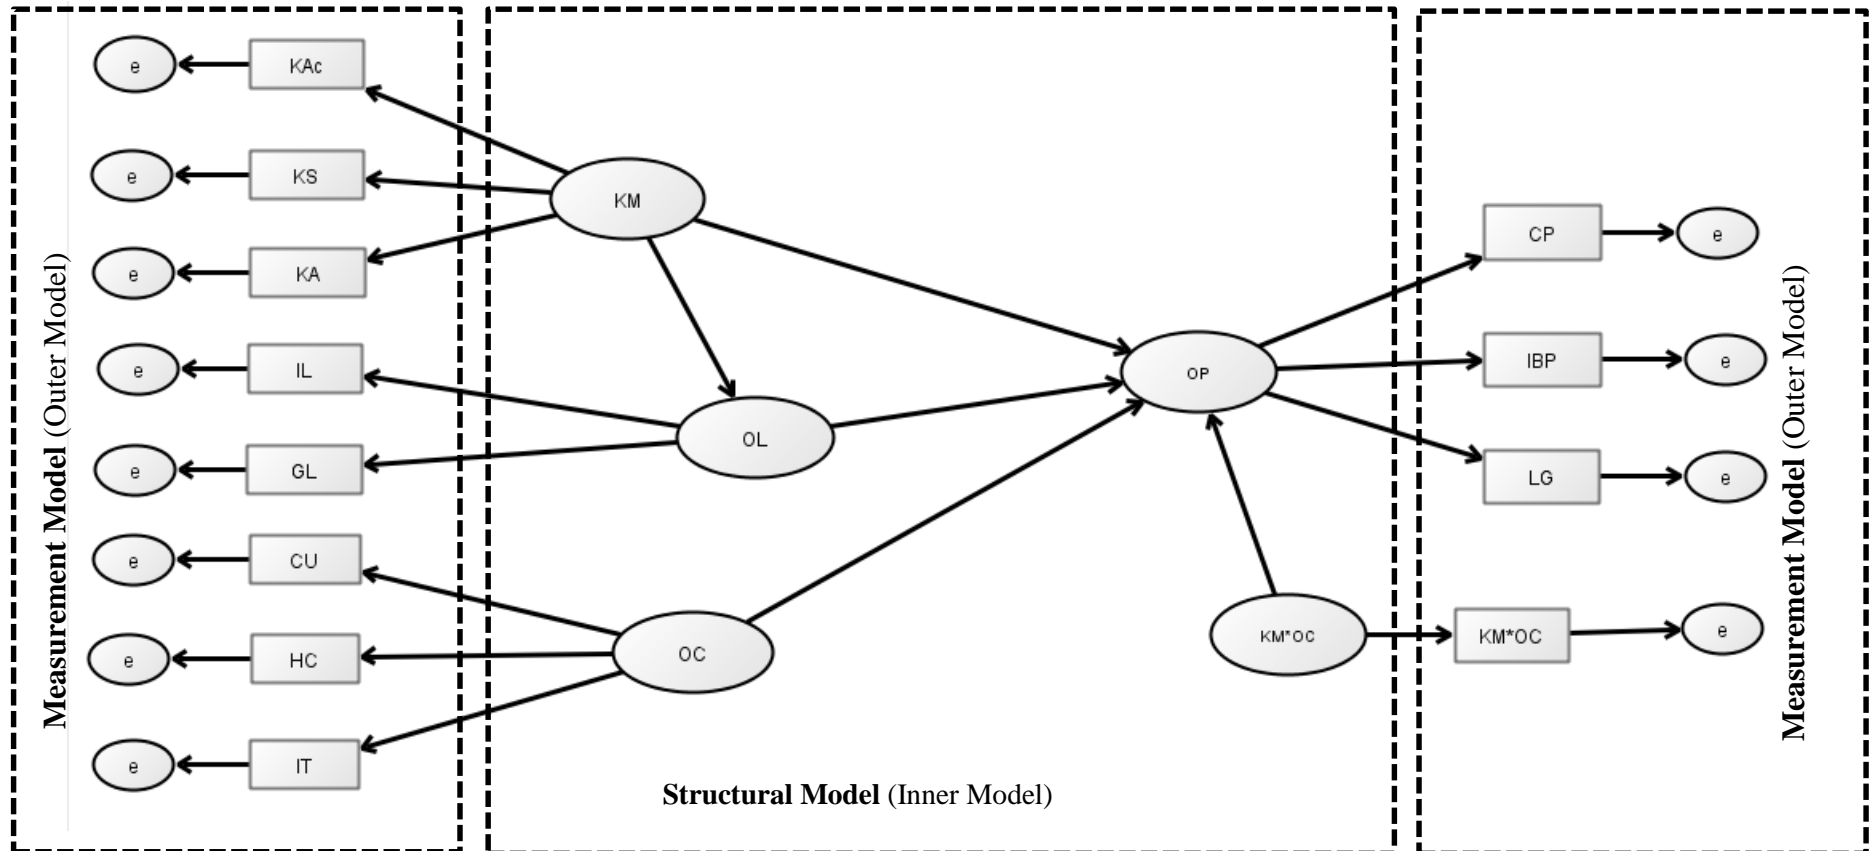 Measurement Model (Outer Model)
e
KAc
e
KS
e
KA
e
IL
e
GL
e
CU
e
HC
e
IT
KM
OL
OC
OP
KM*OC
Structural Model (Inner Model)
CP
e
IBP
e
LG
e
KM*OC
e
Measurement Model (Outer Model)